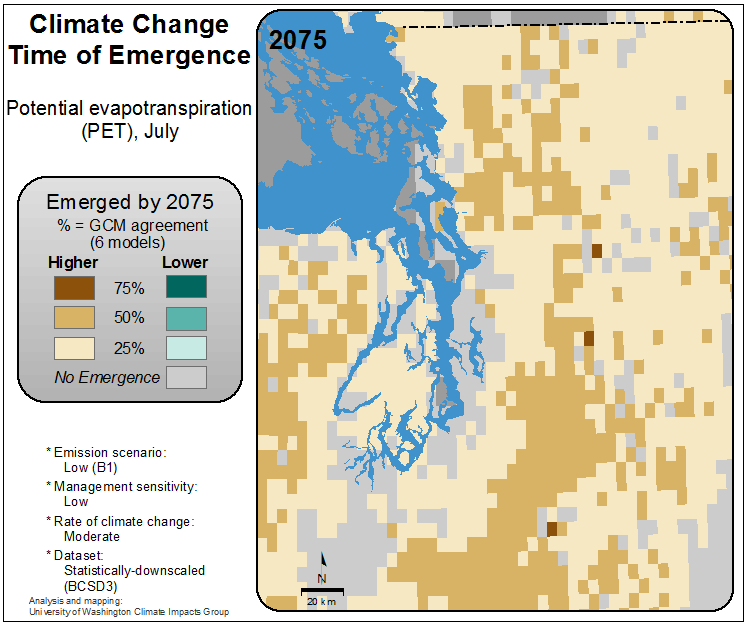 Climate Change
Time of Emergence
Potential evapotranspiration
(PET), July
Emerged by 2075
% = GCM agreement
(6 models)
Higher Lower
75%
50%
25%
No Emergence
* Emission scenario:
Low (B1)
* Management sensitivity:
Low
* Rate of climate change:
Moderate
* Dataset:
Statistically-downscaled
(BCSD3)
Analysis and mapping:
University of Washington Climate Impacts Group
2075
N
20 km